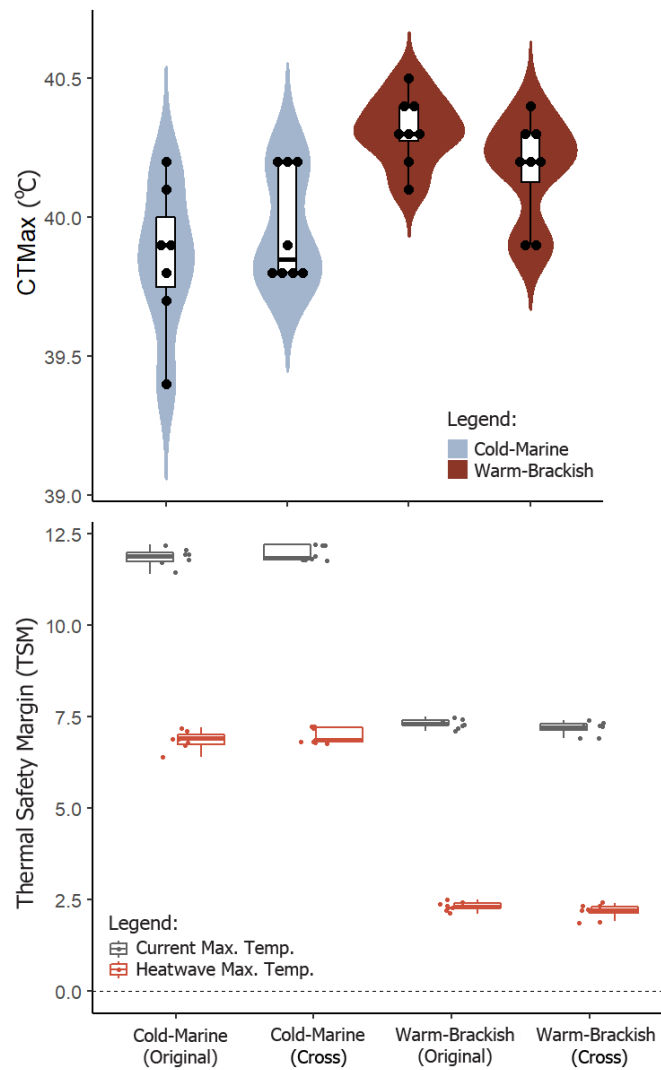 CTMax (°C)
40.5
40.0
39.5
39.0
Legend:
Cold-Marine
Warm-Brackish
Thermal Safety Margin (TSM)
12.5
10.0
7.5
5.0
2.5
0.0
Legend:
Current Max. Temp.
Heatwave Max. Temp.
Cold-Marine
(Original)
Cold-Marine
(Cross)
Warm-Brackish
(Original)
Warm-Brackish
(Cross)